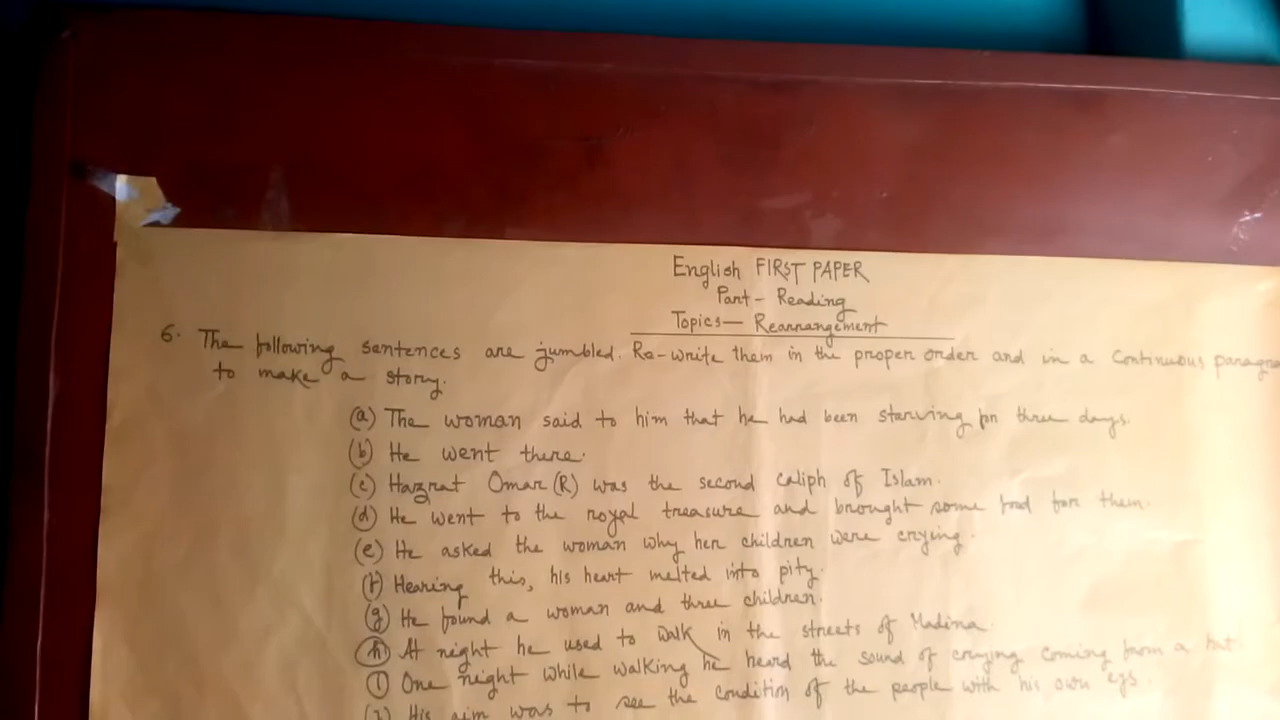 English FIRST PAPER
Part - Reading
Topics — Rearrangement
6. The following sentences are jumbled. Re-write them in the proper order and in a Continuous paragra
to make a story.
(a) The woman said to him that he had been starving for three days.
(b) He went there.
(c) Hazrat Omar (R) was the second caliph of Islam.
(d) He went to the royal treasure and brought some food for them.
(e) He asked the woman why her children were crying.
(f) Hearing this, his heart melted into pity.
(g) He found a woman and three children.
(h) At night he used to walk in the streets of Madina.
(i) One night while walking he heard the sound of crying coming from a hut.
His aim was to see the condition of the people with his own eys.